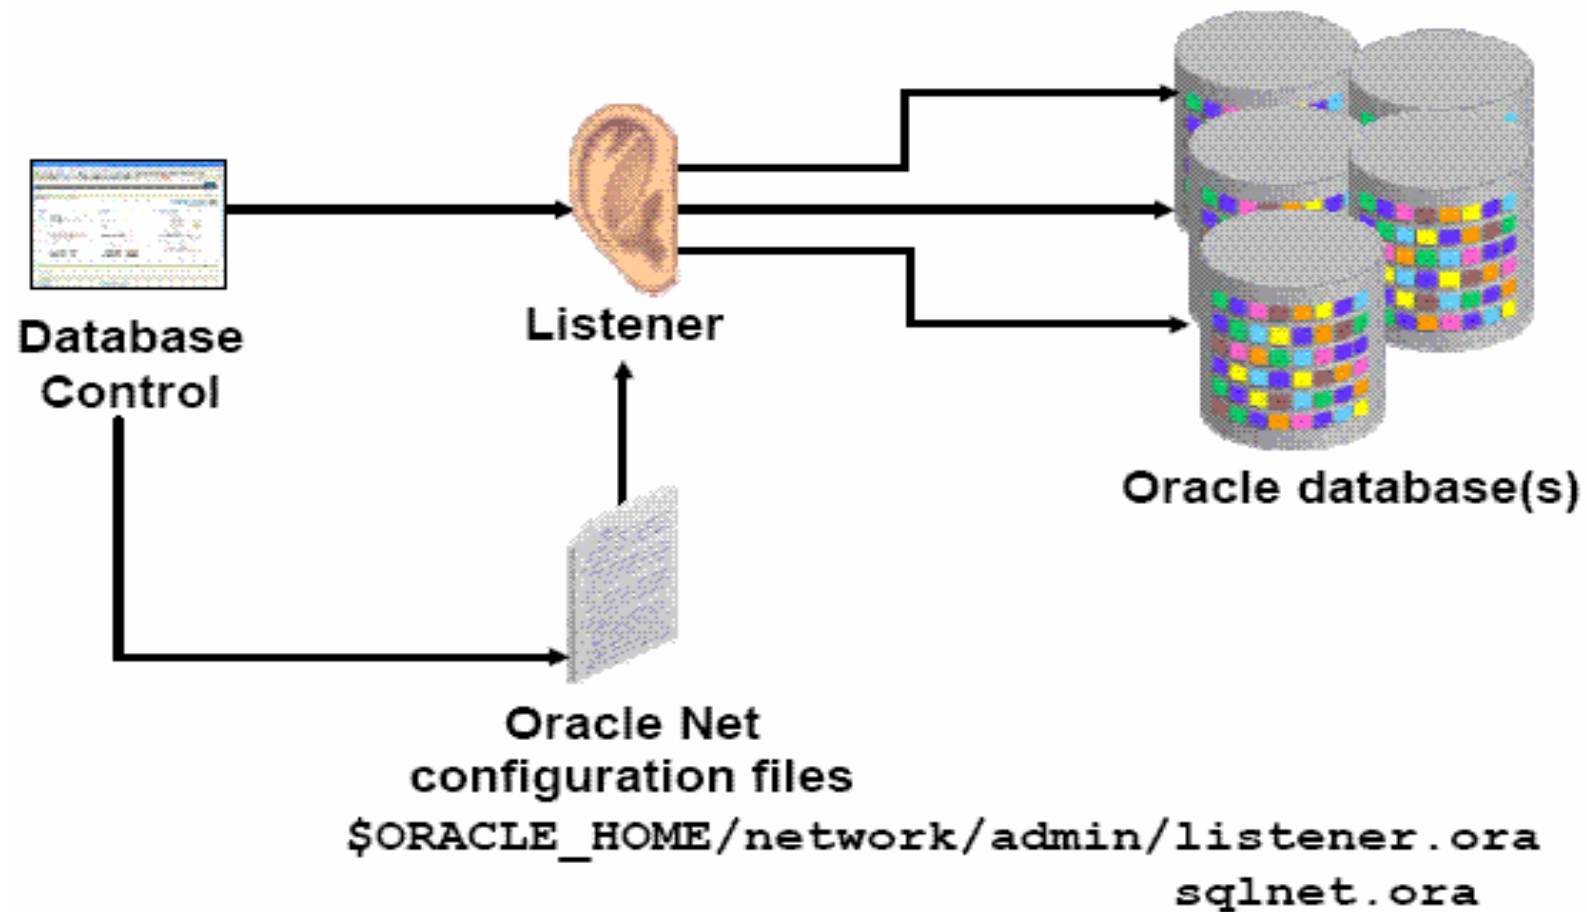 Database
Control
Listener
Oracle database(s)
Oracle Net
configuration files
$ORACLE_HOME/network/admin/listener.ora
sqlnet.ora